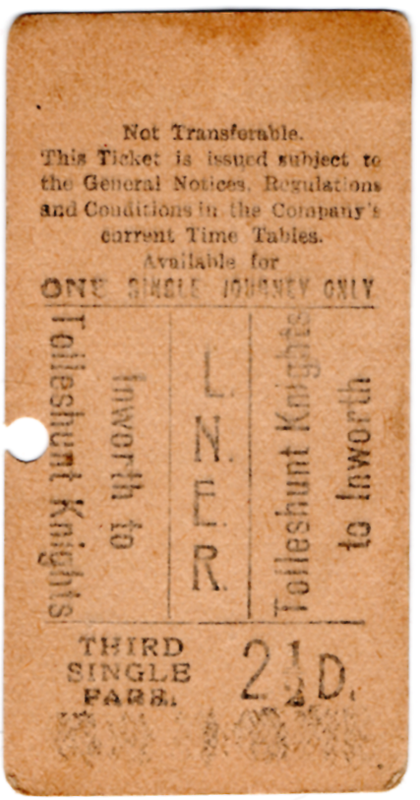 Not Transferable.
This Ticket is issued subject to
the General Notices, Regulations
and Conditions in the Company's
current Time Tables.
Available for
ONE SINGLE JOURNEY ONLY
Inworth to
Tolleshunt Knights
L.
N.
E.
R.
Tolleshunt Knights
to Inworth
THIRD
SINGLE
FARE.
2½D.